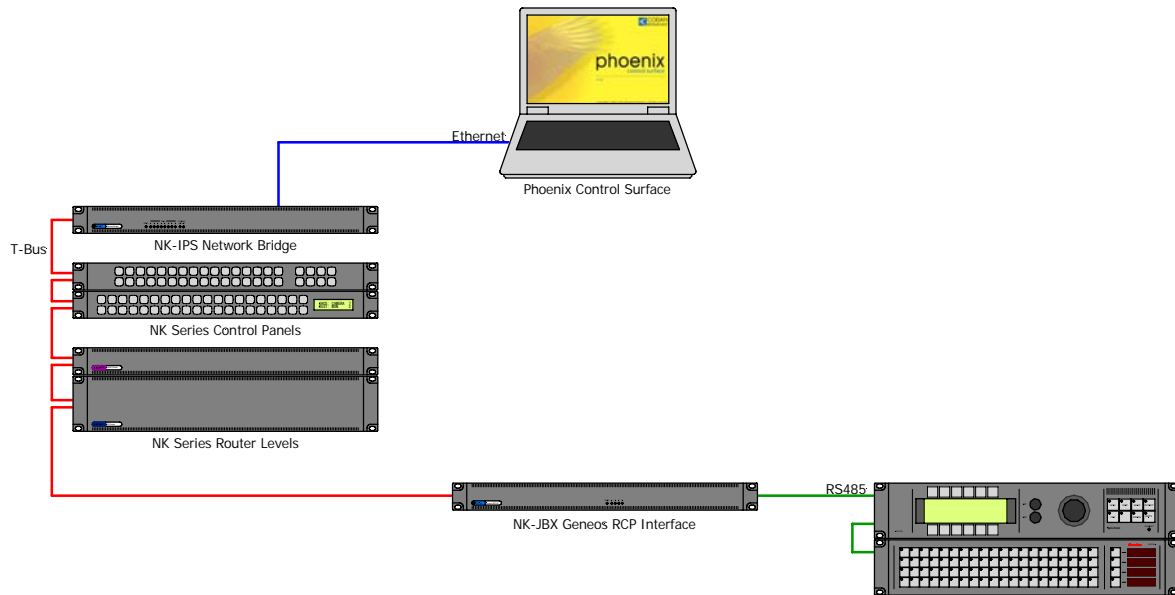 phoenix
control surface
Ethernet
Phoenix Control Surface
T-Bus
NK-IPS Network Bridge
NK Series Control Panels
NK Series Router Levels
RS485
NK-JBX Geneos RCP Interface